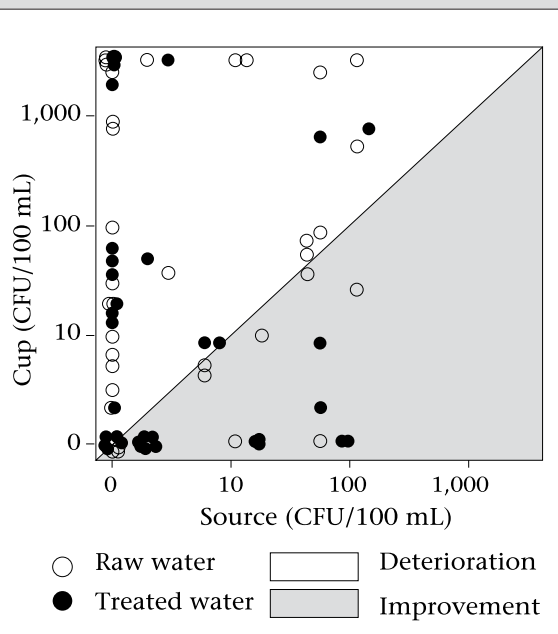 1,000
100
10
0
Cup (CFU/100 mL)
0 10 100 1,000
Source (CFU/100 mL)
Raw water Deterioration
Treated water Improvement